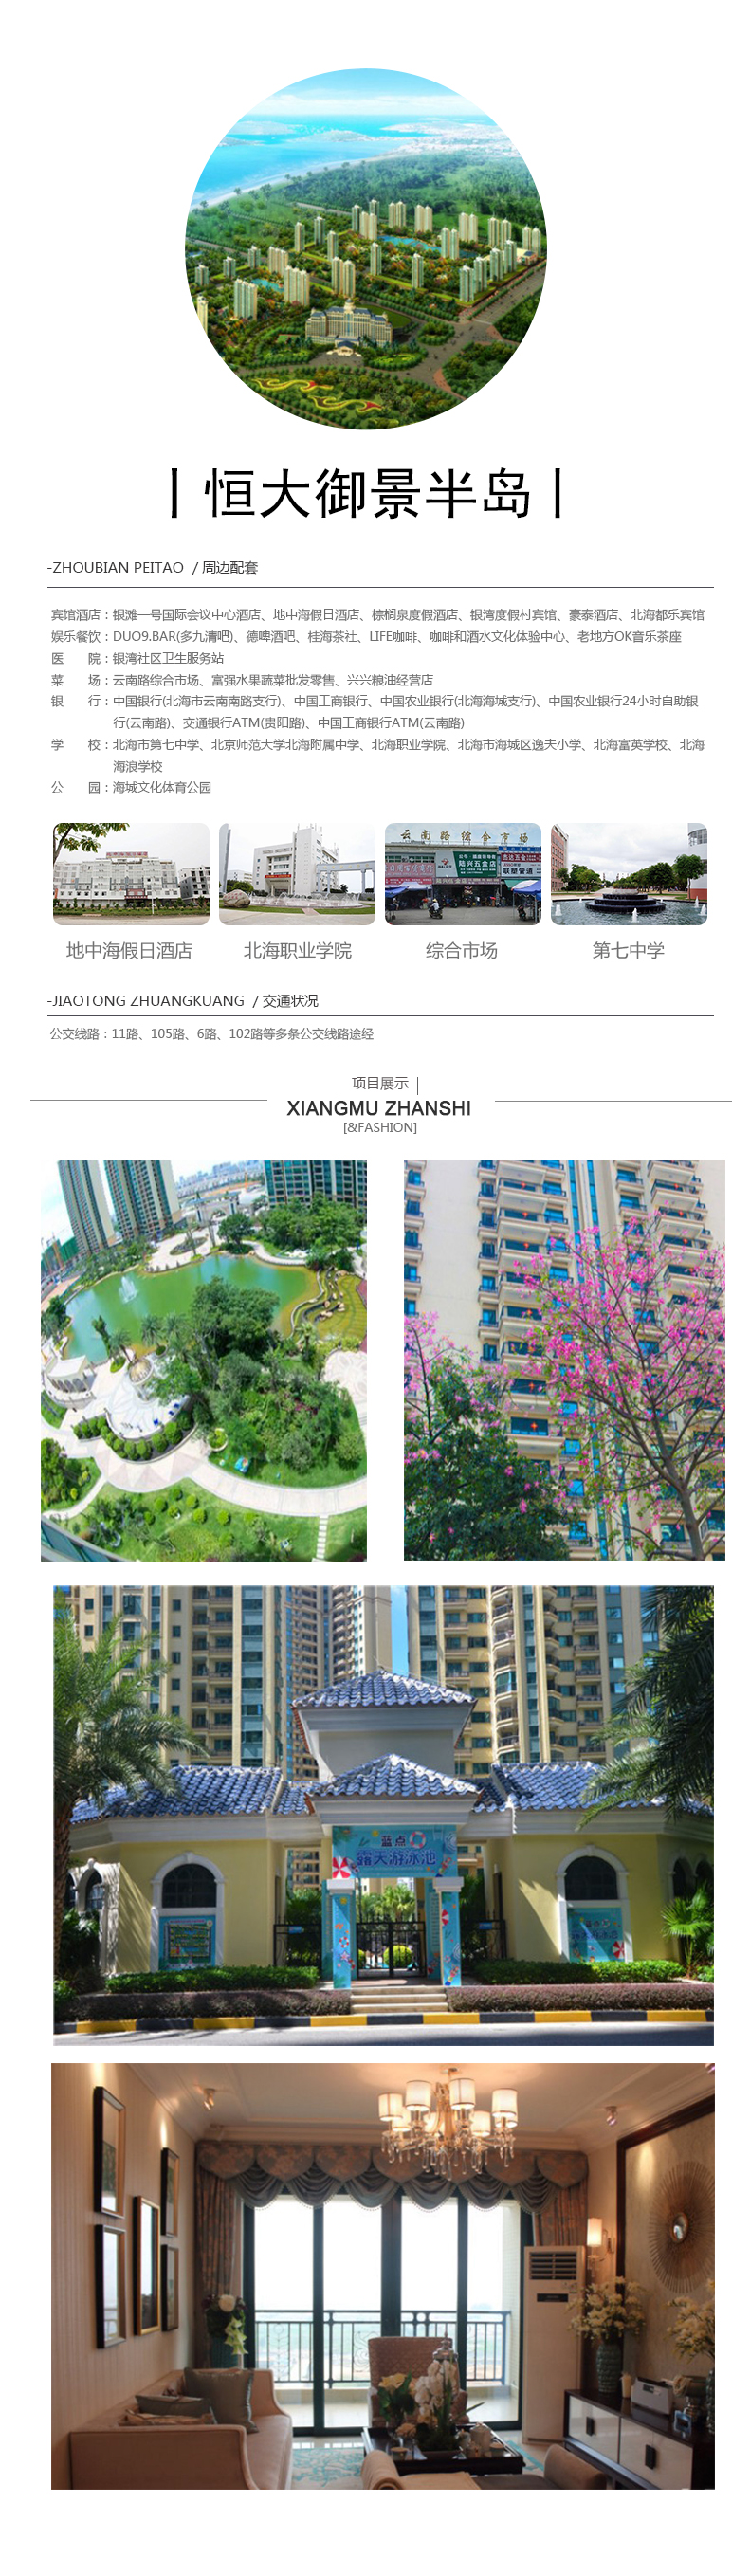 恒大御景半岛
-ZHOUBIAN PEITAO / 周边配套
宾馆酒店：银滩一号国际会议中心酒店、地中海假日酒店、棕榈泉度假酒店、银湾度假村宾馆、豪泰酒店、北海都乐宾馆
娱乐餐饮：DUO9.BAR(多九清吧)、德啤酒吧、桂海茶社、LIFE咖啡、咖啡和酒水文化体验中心、老地方OK音乐茶座
医 院：银湾社区卫生服务站
菜 场：云南路综合市场、富强水果蔬菜批发零售、兴兴粮油经营店
银 行：中国银行(北海市云南南路支行)、中国工商银行、中国农业银行(北海海城支行)、中国农业银行24小时自助银
行(云南路)、交通银行ATM(贵阳路)、中国工商银行ATM(云南路)
学 校：北海市第七中学、北京师范大学北海附属中学、北海职业学院、北海市海城区逸夫小学、北海富英学校、北海
海浪学校
公 园：海城文化体育公园
云南路综合市场
陆兴五金店
联塑管道
地中海假日酒店 北海职业学院 综合市场 第七中学
-JIAOTONG ZHUANGKUANG / 交通状况
公交线路：11路、105路、6路、102路等多条公交线路途经
项目展示
XIANGMU ZHANSHI
[&FASHION]
蓝点
露天游泳池